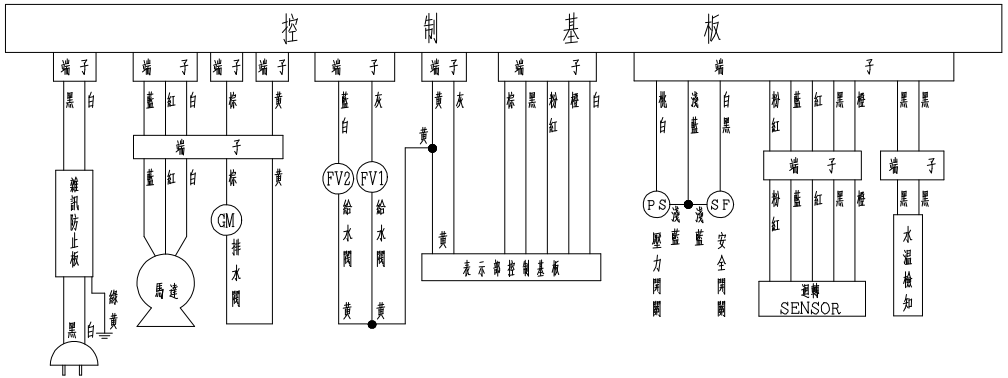 控制基板
端子 端子 端子 端子 端子 端子 端子 端子
黑 白 藍 紅 白 棕 黃 藍白 灰 黃 灰 棕 黑 粉紅 橙 白 桃白 淺藍 白黑 粉紅 藍 紅 黑 橙 黑 黑
黃
端子 端子 端子
藍 紅 白 棕 黃 粉紅 藍 紅 黑 橙 黑 黑
FV2 FV1
雜訊防止板
GM
PS 淺藍 淺藍 SF
給水閥 給水閥
排水閥
黃
壓力開關 安全開關
水溫檢知
表示部控制基板
馬達
迴轉
SENSOR
綠黃
黃 黃
黑 白